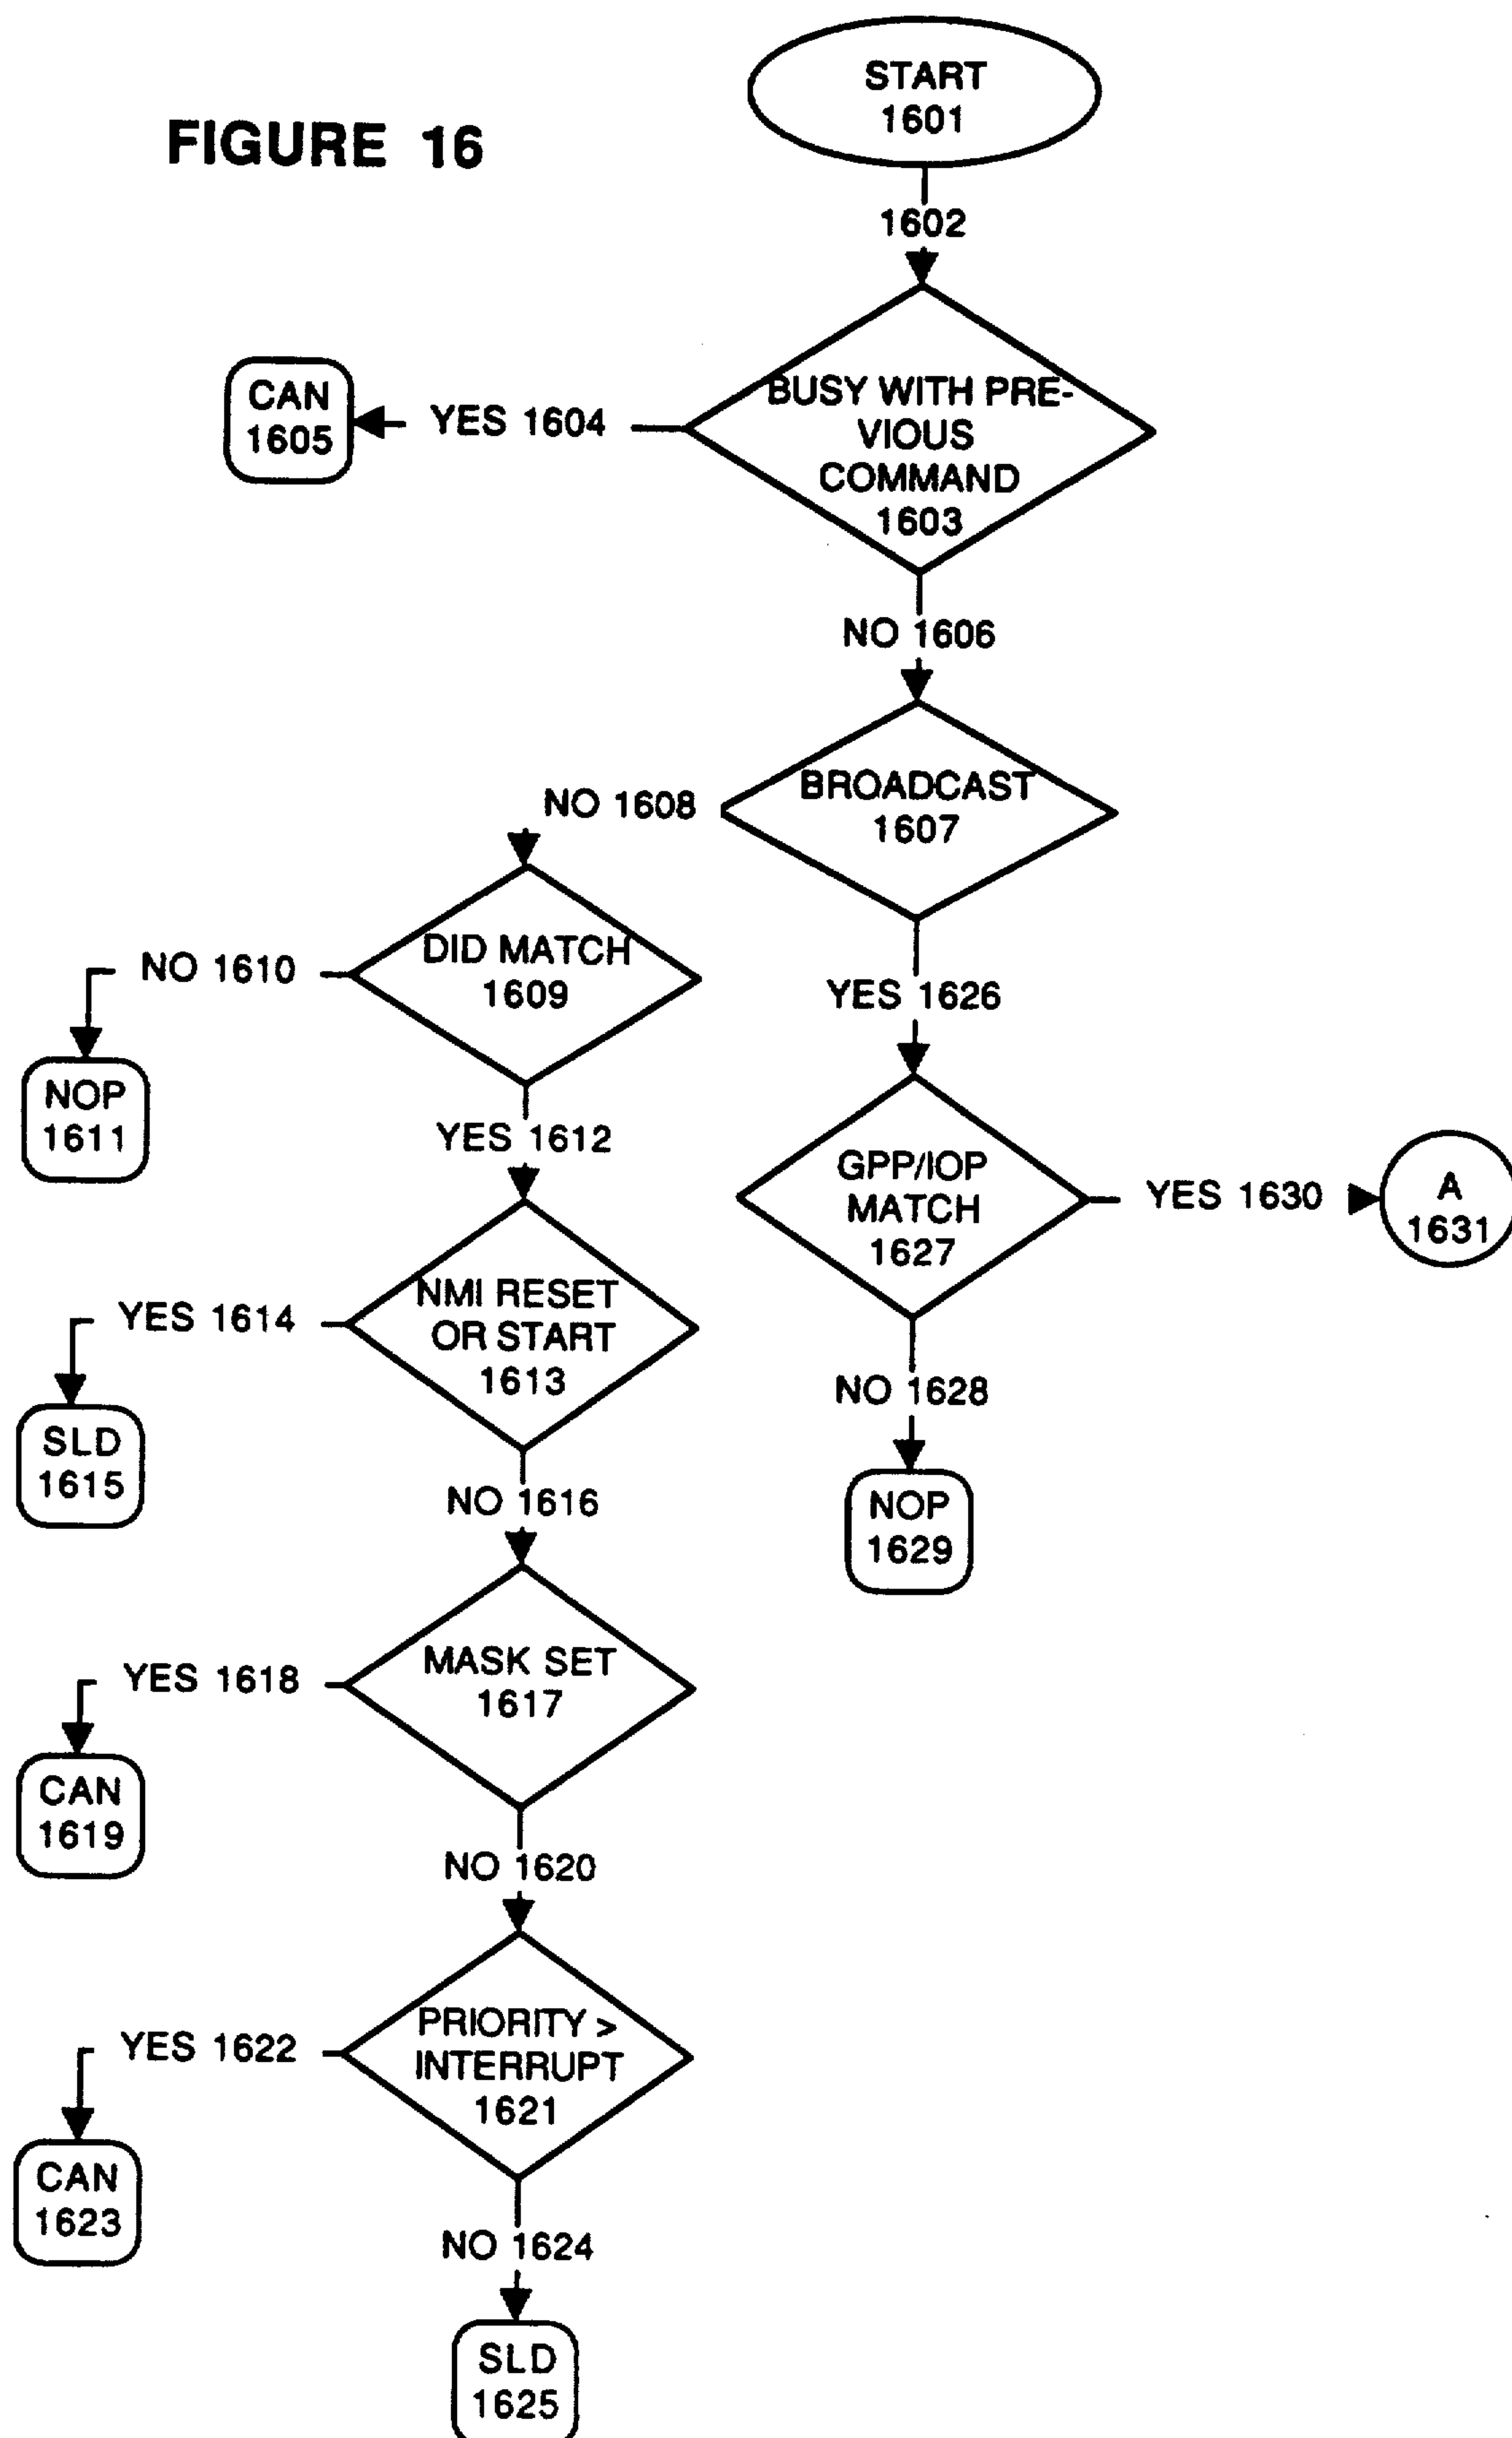 FIGURE 16
START
1601
1602
BUSY WITH PRE-
VIOUS
COMMAND
1603
YES 1604
CAN
1605
NO 1606
BROADCAST
1607
NO 1608
DID MATCH
1609
NO 1610
NOP
1611
YES 1612
NMI RESET
OR START
1613
YES 1614
SLD
1615
NO 1616
MASK SET
1617
YES 1618
CAN
1619
NO 1620
PRIORITY >
INTERRUPT
1621
YES 1622
CAN
1623
NO 1624
SLD
1625
YES 1626
GPP/IOP
MATCH
1627
NO 1628
NOP
1629
YES 1630
A
1631